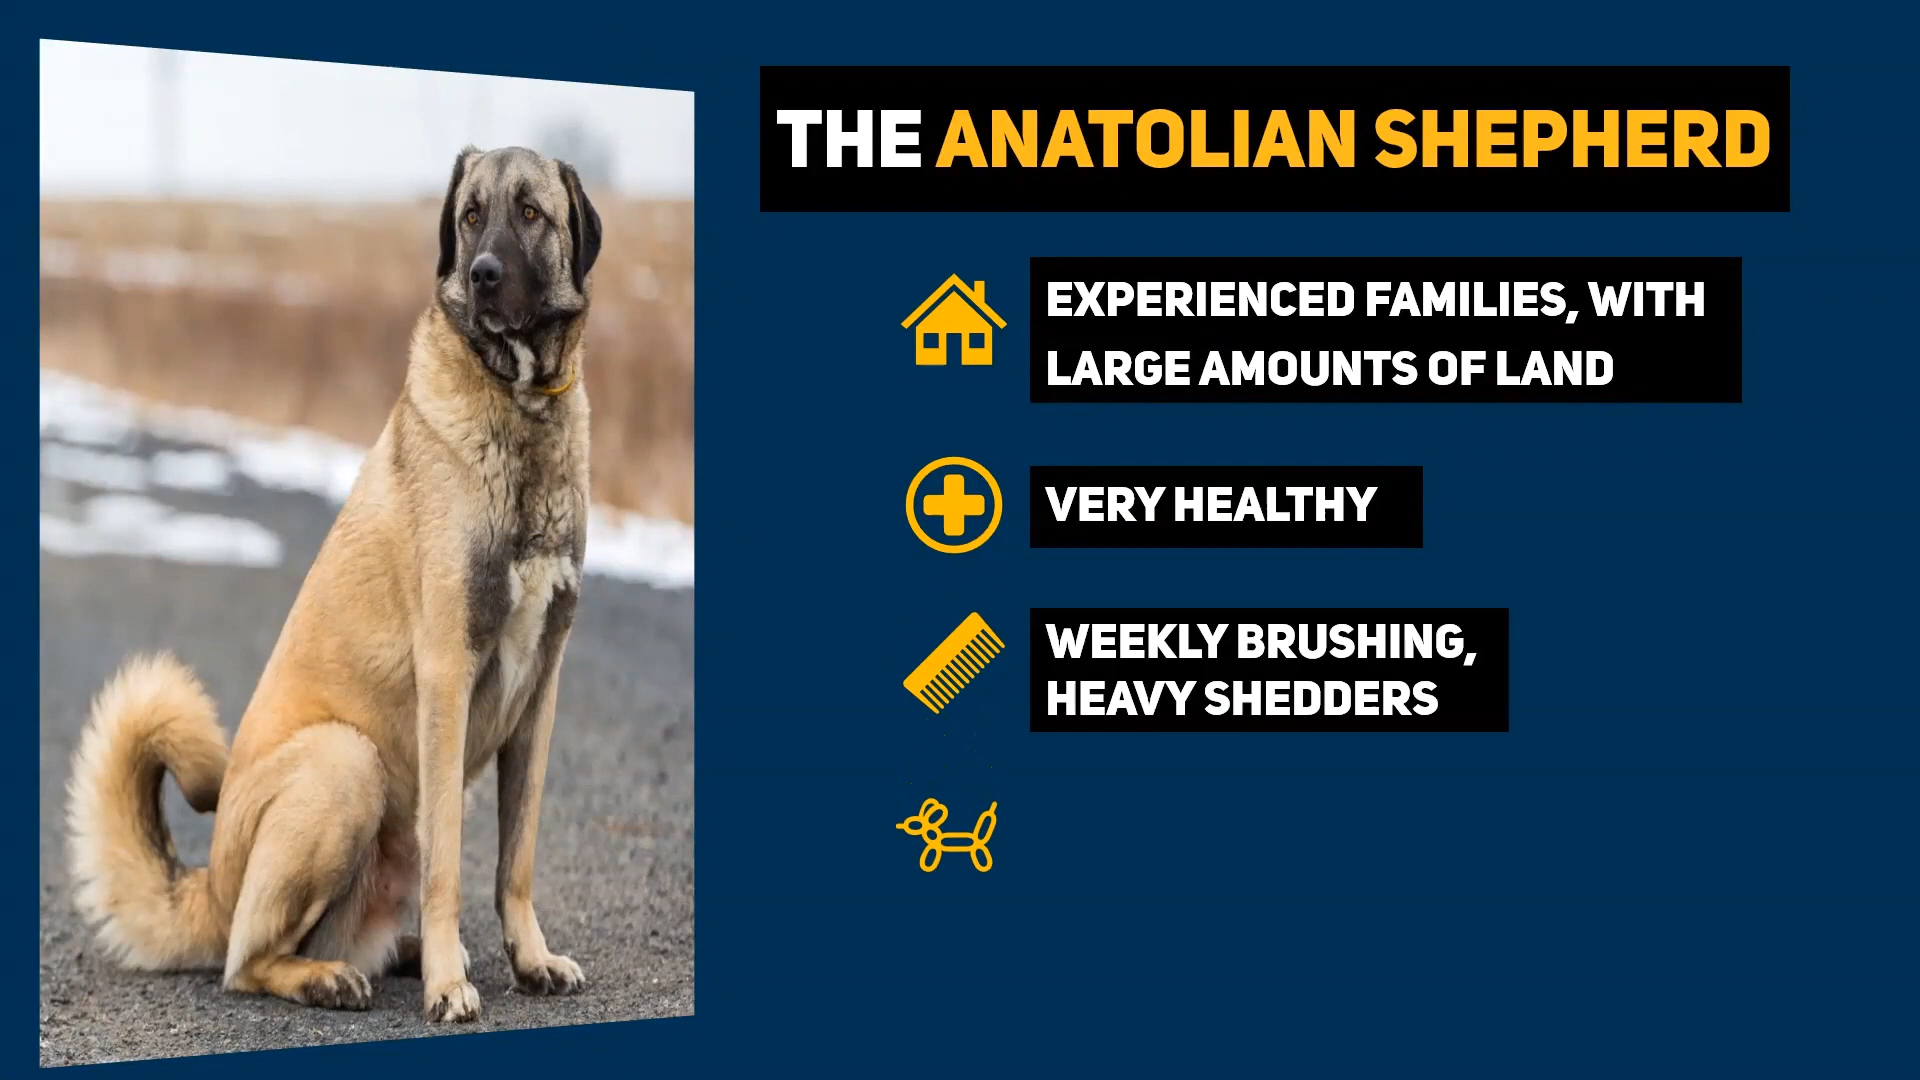 THE ANATOLIAN SHEPHERD
EXPERIENCED FAMILIES, WITH
LARGE AMOUNTS OF LAND
VERY HEALTHY
WEEKLY BRUSHING,
HEAVY SHEDDERS